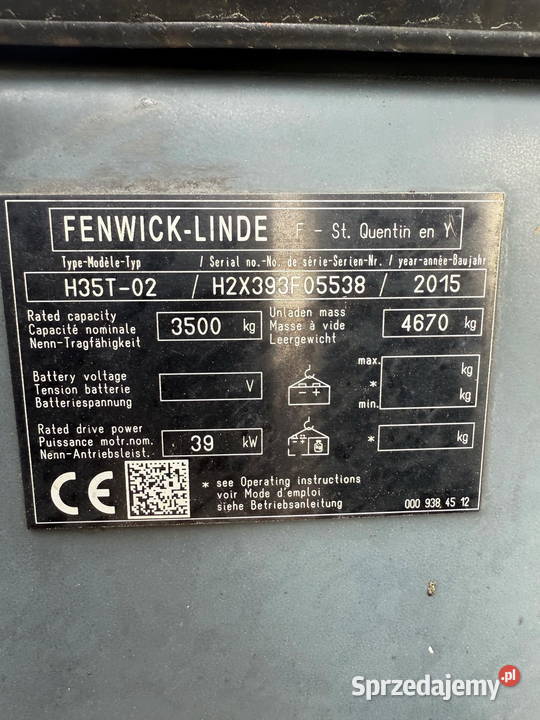 FENWICK-LINDE F - St. Quentin en Y
Type-Modèle-Typ / Serial no.-No. de série-Serien-Nr. / year-année-Baujahr
H35T-02 / H2X393F05538 / 2015
Rated capacity
Capacité nominale
Nenn-Tragfähigkeit
3500 kg
Unladen mass
Masse à vide
Leergewicht
4670 kg
Battery voltage
Tension batterie
Batteriespannung
V
max. kg
*
min. kg
Rated drive power
Puissance motr.nom.
Nenn-Antriebsleist.
39 kW
* kg
CE
* see Operating instructions
voir Mode d'emploi
siehe Betriebsanleitung
000 938 45 12
Sprzedajemy.pl